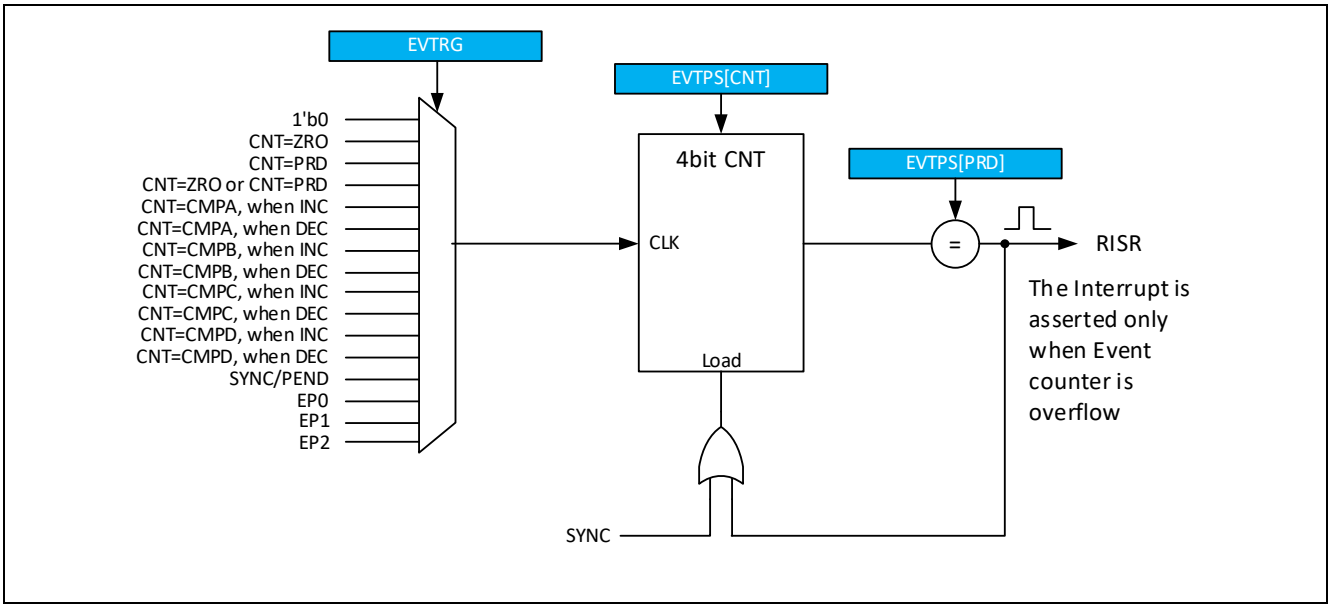 EVTRG
EVTPS[CNT]
1'b0
CNT=ZRO
CNT=PRD
CNT=ZRO or CNT=PRD
CNT=CMPA, when INC
CNT=CMPA, when DEC
CNT=CMPB, when INC
CNT=CMPB, when DEC
CNT=CMPC, when INC
CNT=CMPC, when DEC
CNT=CMPD, when INC
CNT=CMPD, when DEC
SYNC/PEND
EP0
EP1
EP2
4bit CNT
CLK
Load
EVTPS[PRD]
=
RISR
The Interrupt is
asserted only
when Event
counter is
overflow
SYNC